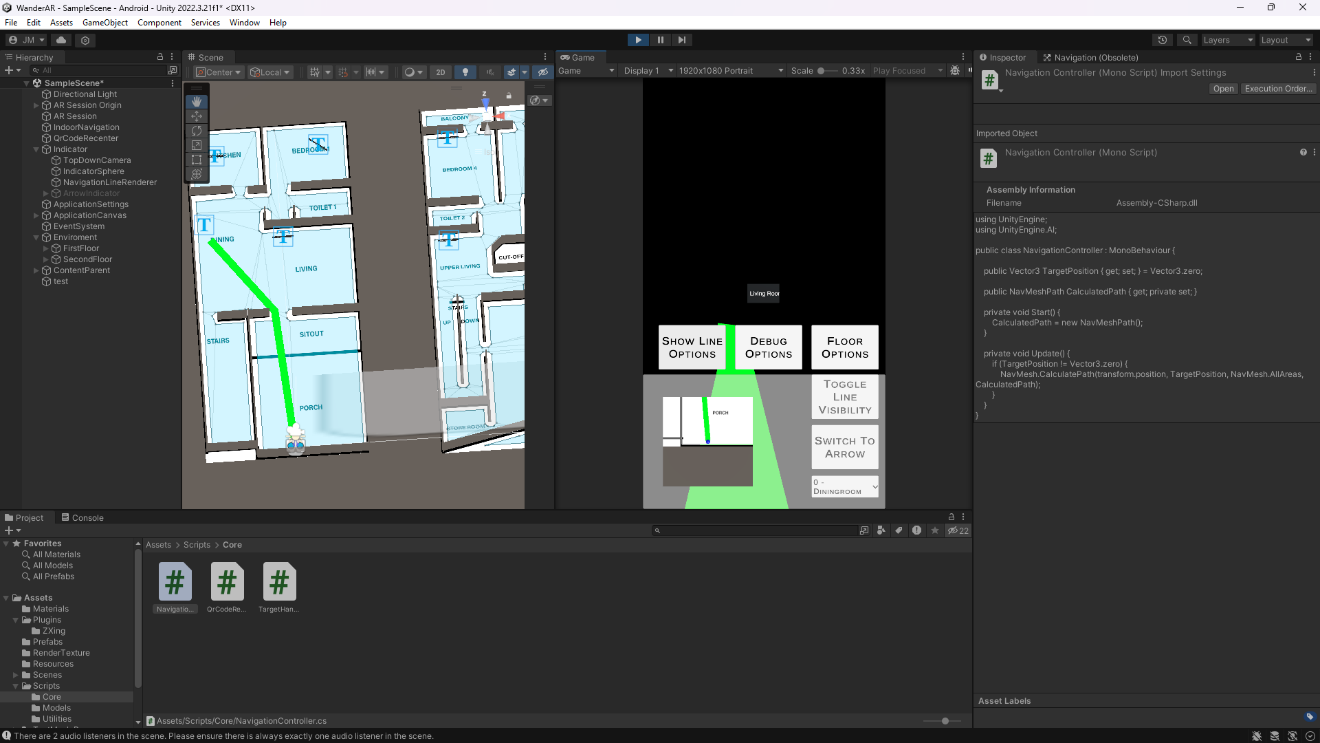 WanderAR - SampleScene - Android - Unity 2022.3.21f1* <DX11>
File Edit Assets GameObject Component Services Window Help
JM
Layers Layout
Hierarchy
All
SampleScene*
Directional Light
AR Session Origin
AR Session
IndoorNavigation
QrCodeRecenter
Indicator
TopDownCamera
IndicatorSphere
NavigationLineRenderer
ArrowIndicator
ApplicationSettings
ApplicationCanvas
EventSystem
Enviroment
FirstFloor
SecondFloor
ContentParent
test
Scene
Center Local 2D
Z
BALCONY
BEDROOM II
TOILET 1
TOILET 2
LIVING
UPPER LIVING
CUT-OFF
STAIRS
UP DOWN
SITOUT
STAIRS
PORCH
Game
Game Display 1 1920x1080 Portrait Scale 0.33x Play Focused
Living Roor
SHOW LINE OPTIONS
DEBUG OPTIONS
FLOOR OPTIONS
TOGGLE LINE VISIBILITY
PORCH
SWITCH TO ARROW
0 - DININGROOM
Inspector Navigation (Obsolete)
Navigation Controller (Mono Script) Import Settings
Open Execution Order...
Imported Object
Navigation Controller (Mono Script)
Assembly Information
Filename Assembly-CSharp.dll
using UnityEngine;
using UnityEngine.AI;
public class NavigationController : MonoBehaviour {
public Vector3 TargetPosition { get; set; } = Vector3.zero;
public NavMeshPath CalculatedPath { get; private set; }
private void Start() {
CalculatedPath = new NavMeshPath();
}
private void Update() {
if (TargetPosition != Vector3.zero) {
NavMesh.CalculatePath(transform.position, TargetPosition, NavMesh.AllAreas,
CalculatedPath);
}
}
}
Asset Labels
Project Console
22
Favorites
All Materials
All Models
All Prefabs
Assets
Materials
Plugins
ZXing
Prefabs
RenderTexture
Resources
Scenes
Scripts
Core
Models
Utilities
Assets > Scripts > Core
Navigatio... QrCodeRe... TargetHan...
Assets/Scripts/Core/NavigationController.cs
There are 2 audio listeners in the scene. Please ensure there is always exactly one audio listener in the scene.